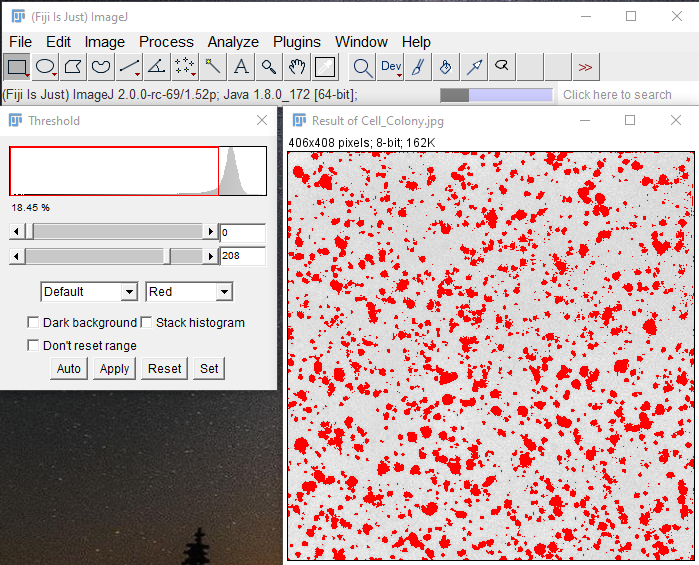 (Fiji Is Just) ImageJ
File Edit Image Process Analyze Plugins Window Help
A Dev >>
(Fiji Is Just) ImageJ 2.0.0-rc-69/1.52p; Java 1.8.0_172 [64-bit]; Click here to search
Threshold
18.45 %
0
208
Default Red
Dark background Stack histogram
Don't reset range
Auto Apply Reset Set
Result of Cell_Colony.jpg
406x408 pixels; 8-bit; 162K